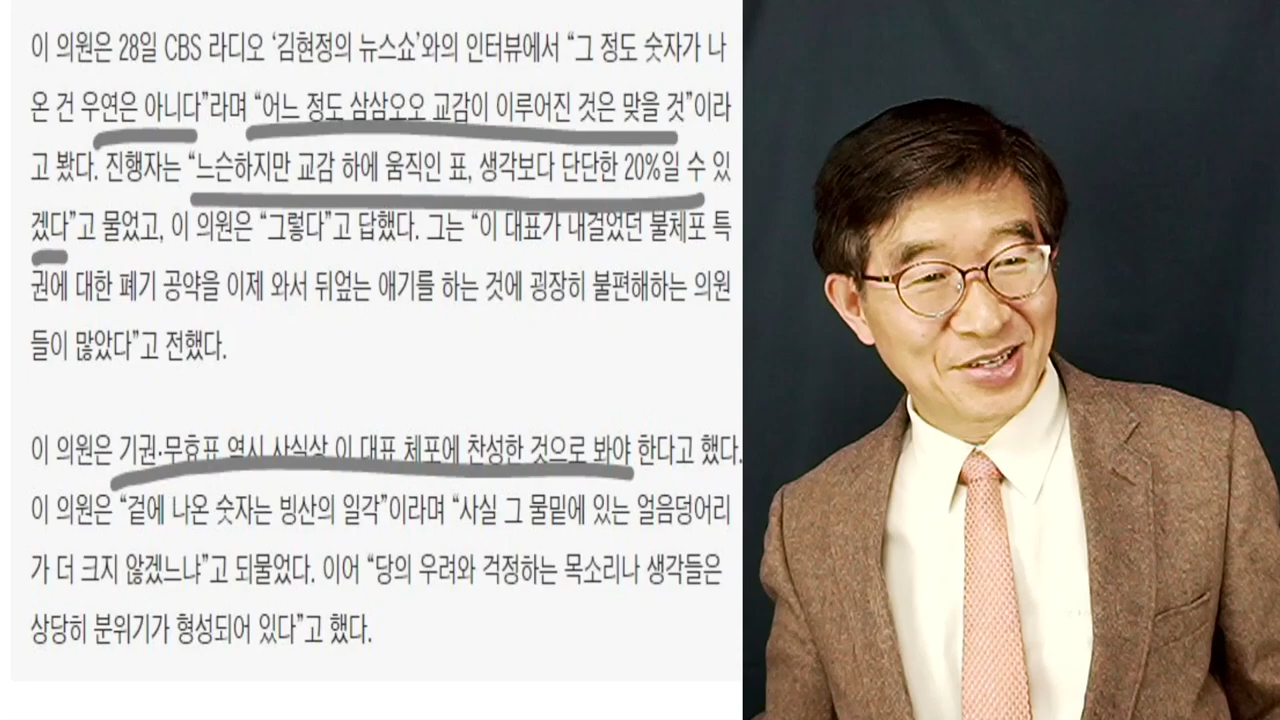 이 의원은 28일 CBS 라디오 ‘김현정의 뉴스쇼’와의 인터뷰에서 “그 정도 숫자가 나
온 건 우연은 아니다”라며 “어느 정도 삼삼오오 교감이 이루어진 것은 맞을 것”이라
고 봤다. 진행자는 “느슨하지만 교감 하에 움직인 표, 생각보다 단단한 20%일 수 있
겠다”고 물었고, 이 의원은 “그렇다”고 답했다. 그는 “이 대표가 내걸었던 불체포 특
권에 대한 폐기 공약을 이제 와서 뒤엎는 얘기를 하는 것에 굉장히 불편해하는 의원
들이 많았다”고 전했다.
이 의원은 기권·무효표 역시 사실상 이 대표 체포에 찬성한 것으로 봐야 한다고 했다.
이 의원은 “겉에 나온 숫자는 빙산의 일각”이라며 “사실 그 물밑에 있는 얼음덩어리
가 더 크지 않겠느냐”고 되물었다. 이어 “당의 우려와 걱정하는 목소리나 생각들은
상당히 분위기가 형성되어 있다”고 했다.